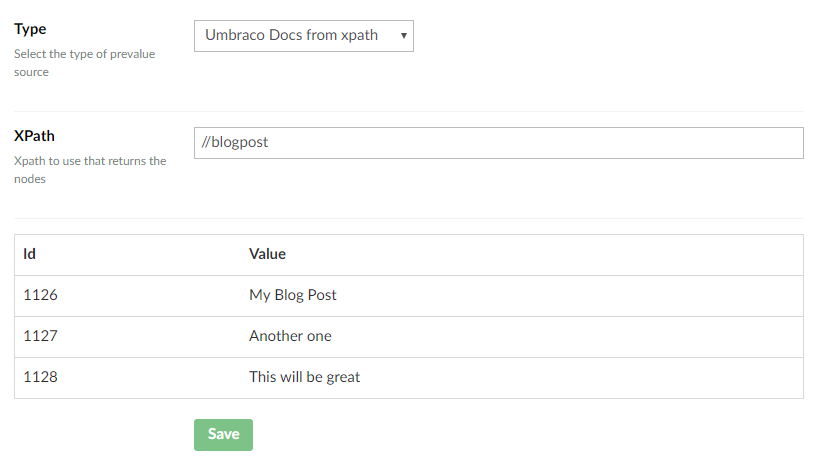 Type
Select the type of prevalue
source
Umbraco Docs from xpath
XPath
Xpath to use that returns the
nodes
//blogpost
Id Value
1126 My Blog Post
1127 Another one
1128 This will be great
Save